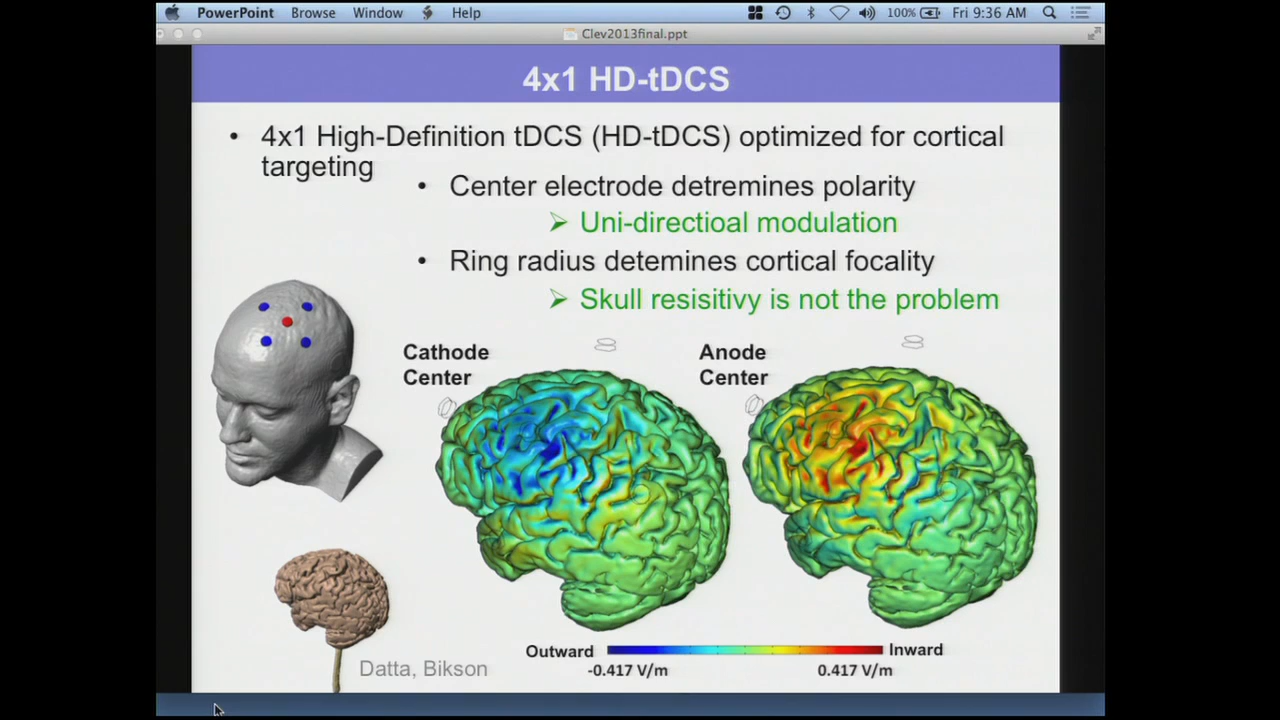 PowerPoint Browse Window Help 100% Fri 9:36 AM
Clev2013final.ppt
4x1 HD-tDCS
• 4x1 High-Definition tDCS (HD-tDCS) optimized for cortical
targeting
• Center electrode detremines polarity
➢ Uni-directioal modulation
• Ring radius detemines cortical focality
➢ Skull resisitivy is not the problem
Cathode
Center
Anode
Center
Outward
Inward
-0.417 V/m
0.417 V/m
Datta, Bikson